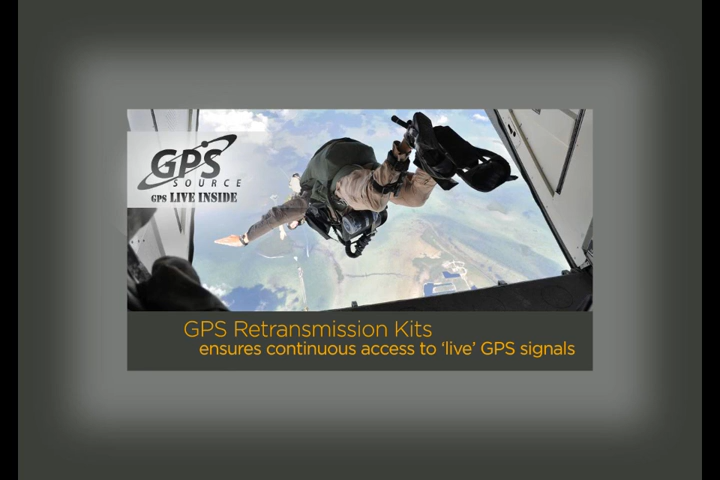 GPS
SOURCE
GPS LIVE INSIDE
GPS Retransmission Kits
ensures continuous access to ‘live’ GPS signals